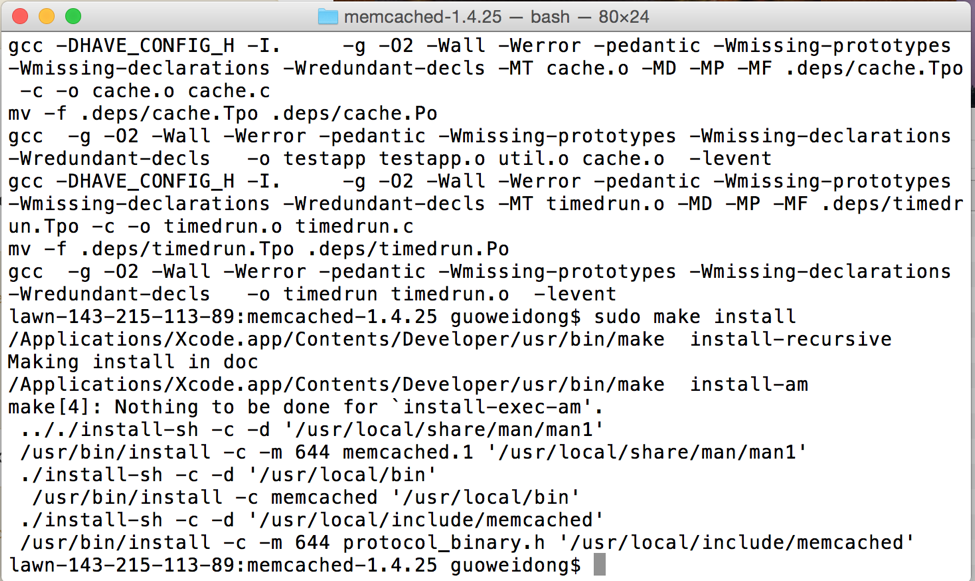 memcached-1.4.25 — bash — 80×24
gcc -DHAVE_CONFIG_H -I.     -g -O2 -Wall -Werror -pedantic -Wmissing-prototypes
-Wmissing-declarations -Wredundant-decls -MT cache.o -MD -MP -MF .deps/cache.Tpo
 -c -o cache.o cache.c
mv -f .deps/cache.Tpo .deps/cache.Po
gcc  -g -O2 -Wall -Werror -pedantic -Wmissing-prototypes -Wmissing-declarations
-Wredundant-decls   -o testapp testapp.o util.o cache.o  -levent
gcc -DHAVE_CONFIG_H -I.     -g -O2 -Wall -Werror -pedantic -Wmissing-prototypes
-Wmissing-declarations -Wredundant-decls -MT timedrun.o -MD -MP -MF .deps/timedr
un.Tpo -c -o timedrun.o timedrun.c
mv -f .deps/timedrun.Tpo .deps/timedrun.Po
gcc  -g -O2 -Wall -Werror -pedantic -Wmissing-prototypes -Wmissing-declarations
-Wredundant-decls   -o timedrun timedrun.o  -levent
lawn-143-215-113-89:memcached-1.4.25 guoweidong$ sudo make install
/Applications/Xcode.app/Contents/Developer/usr/bin/make  install-recursive
Making install in doc
/Applications/Xcode.app/Contents/Developer/usr/bin/make  install-am
make[4]: Nothing to be done for `install-exec-am'.
 .././install-sh -c -d '/usr/local/share/man/man1'
 /usr/bin/install -c -m 644 memcached.1 '/usr/local/share/man/man1'
 ./install-sh -c -d '/usr/local/bin'
  /usr/bin/install -c memcached '/usr/local/bin'
 ./install-sh -c -d '/usr/local/include/memcached'
 /usr/bin/install -c -m 644 protocol_binary.h '/usr/local/include/memcached'
lawn-143-215-113-89:memcached-1.4.25 guoweidong$